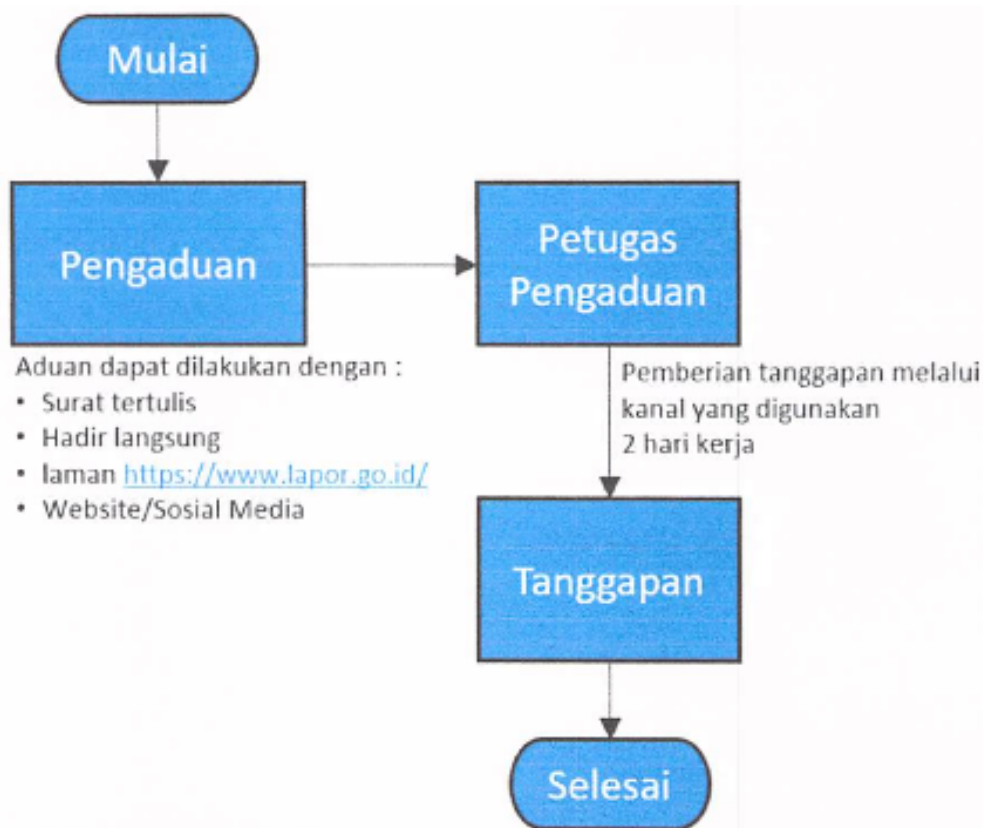 Mulai
Pengaduan
Petugas
Pengaduan
Aduan dapat dilakukan dengan :
• Surat tertulis
• Hadir langsung
• laman https://www.lapor.go.id/
• Website/Sosial Media
Pemberian tanggapan melalui
kanal yang digunakan
2 hari kerja
Tanggapan
Selesai